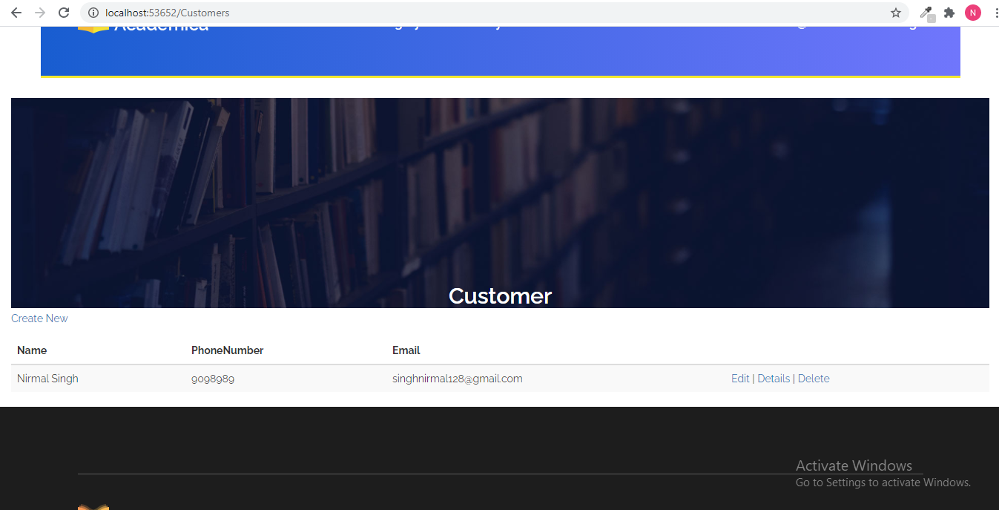 localhost:53652/Customers
N
Academica
Customer
Create New
Name PhoneNumber Email
Nirmal Singh 9098989 singhnirmal128@gmail.com Edit | Details | Delete
Activate Windows
Go to Settings to activate Windows.